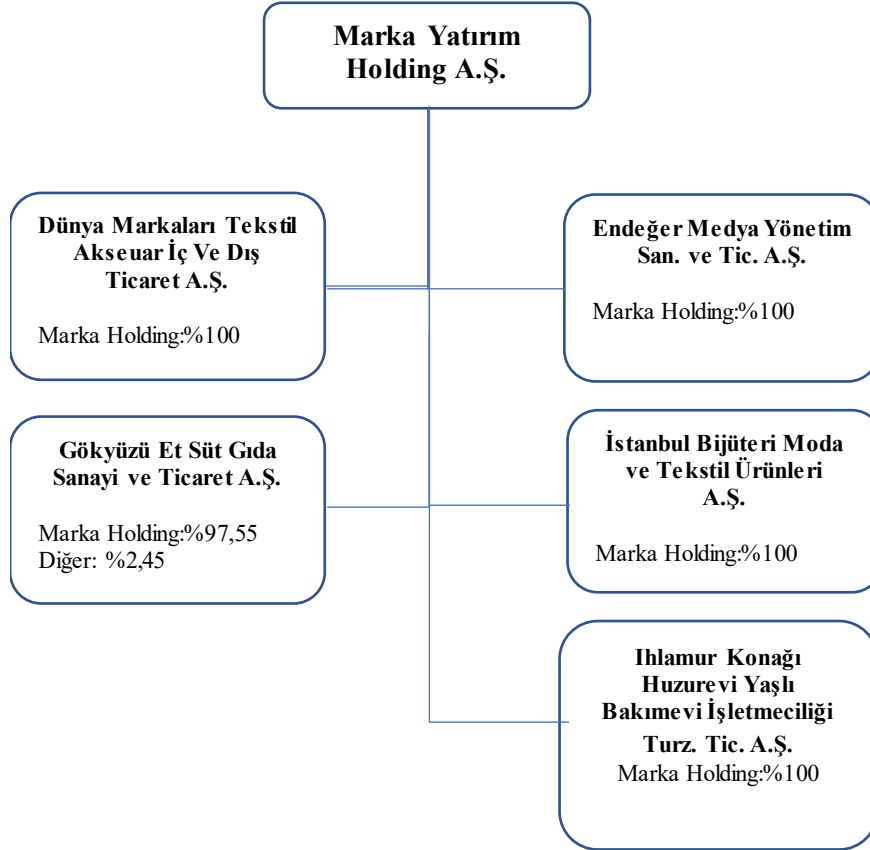 Marka Yatırım
Holding A.Ş.
Dünya Markaları Tekstil
Akseuar İç Ve Dış
Ticaret A.Ş.
Marka Holding:%100
Endeğer Medya Yönetim
San. ve Tic. A.Ş.
Marka Holding:%100
Gökyüzü Et Süt Gıda
Sanayi ve Ticaret A.Ş.
Marka Holding:%97,55
Diğer: %2,45
İstanbul Bijüteri Moda
ve Tekstil Ürünleri
A.Ş.
Marka Holding:%100
Ihlamur Konağı
Huzurevi Yaşlı
Bakımevi İşletmeciliği
Turz. Tic. A.Ş.
Marka Holding:%100